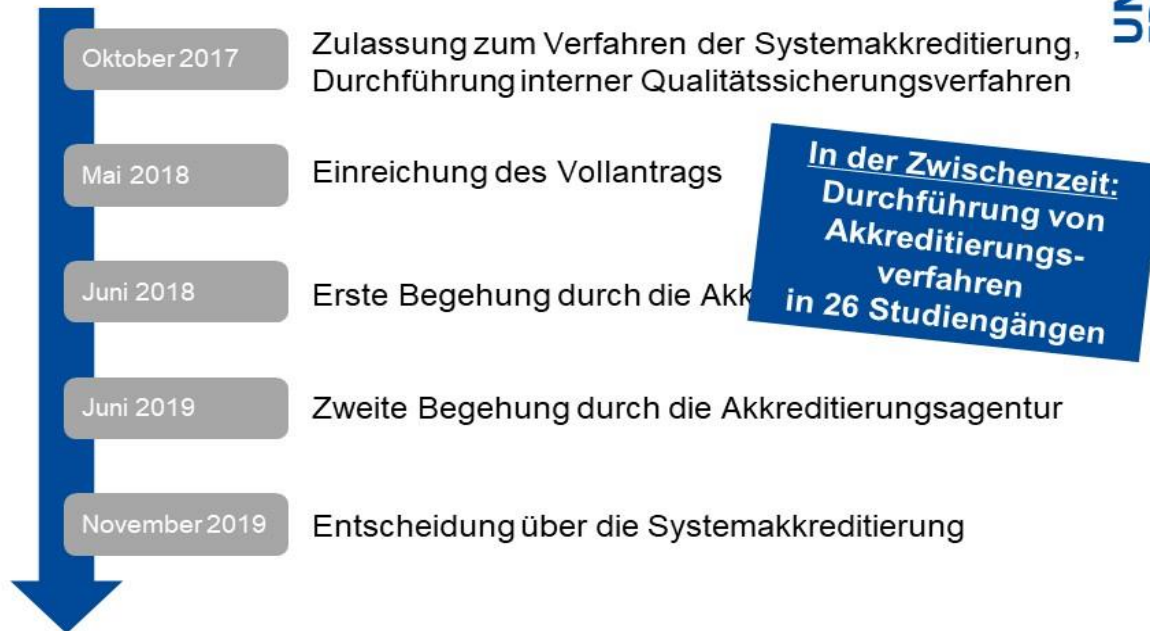 Oktober 2017
Zulassung zum Verfahren der Systemakkreditierung,
Durchführung interner Qualitätssicherungsverfahren
Mai 2018
Einreichung des Vollantrags
In der Zwischenzeit:
Durchführung von
Akkreditierungs-
verfahren
in 26 Studiengängen
Juni 2018
Erste Begehung durch die
Juni 2019
Zweite Begehung durch die Akkreditierungsagentur
November 2019
Entscheidung über die Systemakkreditierung